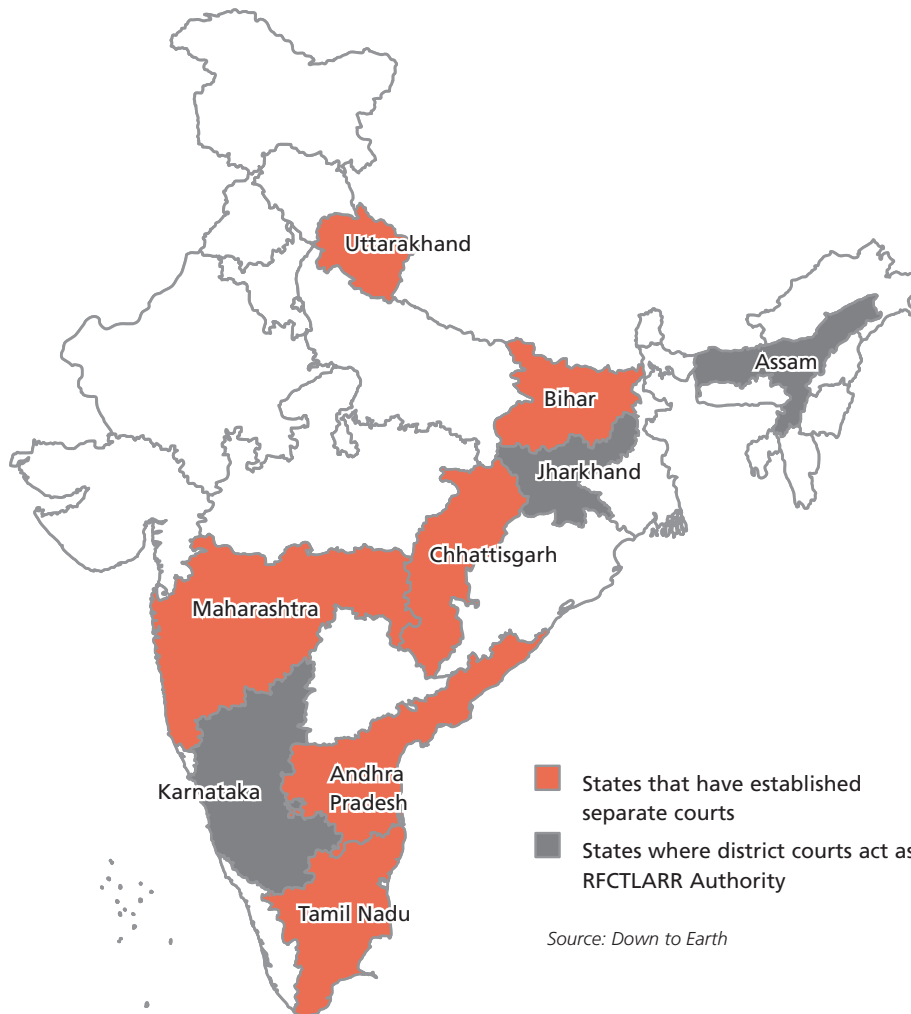 Uttarakhand
Assam
Bihar
Jharkhand
Chhattisgarh
Maharashtra
Andhra
Pradesh
Karnataka
Tamil Nadu
States that have established
separate courts
States where district courts act as
RFCTLARR Authority
Source: Down to Earth